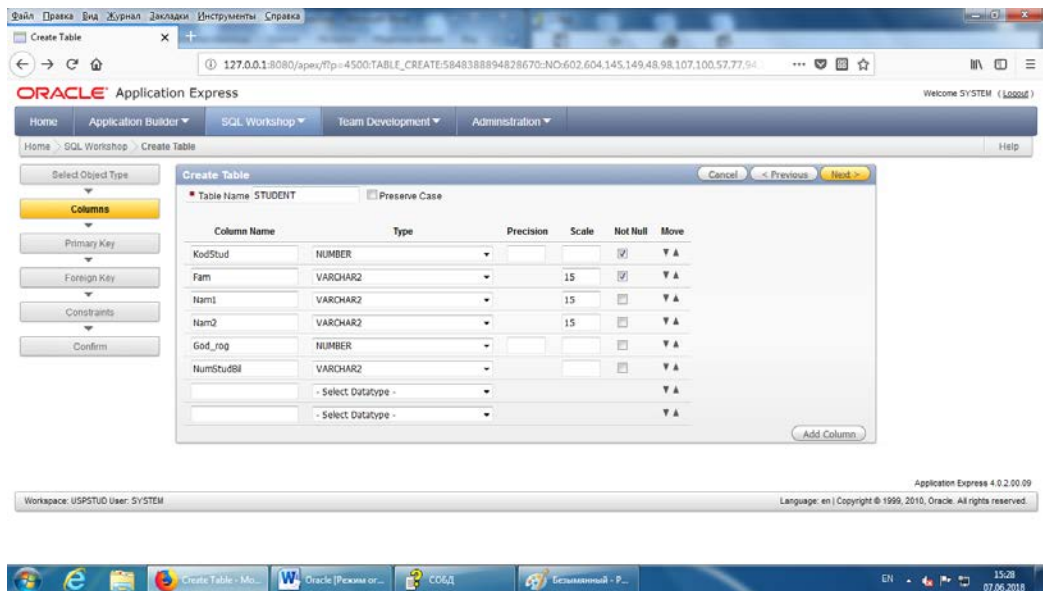 Файл Правка Вид Журнал Закладки Инструменты Справка
Create Table
127.0.0.1:8080/apex/f?p=4500:TABLE_CREATE:5848388894828670::NO:602,604,145,149,48,98,107,100,57,77,94
ORACLE Application Express
Welcome SYSTEM (Logout)
Home Application Builder SQL Workshop Team Development Administration
Home SQL Workshop Create Table Help
Select Object Type
Columns
Primary Key
Foreign Key
Constraints
Confirm
Create Table Cancel < Previous Next >
Table Name STUDENT Preserve Case
Column Name Type Precision Scale Not Null Move
KodStud NUMBER
Fam VARCHAR2 15
Nam1 VARCHAR2 15
Nam2 VARCHAR2 15
God_rog NUMBER
NumStudBil VARCHAR2
- Select Datatype -
- Select Datatype -
Add Column
Application Express 4.0.2.00.09
Workspace: USPSTUD User: SYSTEM Language: en | Copyright © 1999, 2010, Oracle. All rights reserved.
Create Table - Mo... Oracle [Режим ог... СОБД Безымянный - P... EN 15:28
07.06.2018